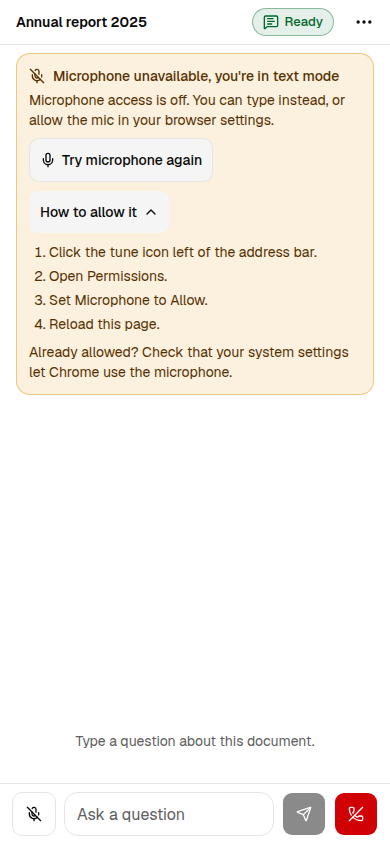 Annual report 2025
Ready
Microphone unavailable, you're in text mode
Microphone access is off. You can type instead, or
allow the mic in your browser settings.
Try microphone again
How to allow it
1. Click the tune icon left of the address bar.
2. Open Permissions.
3. Set Microphone to Allow.
4. Reload this page.
Already allowed? Check that your system settings
let Chrome use the microphone.
Type a question about this document.
Ask a question